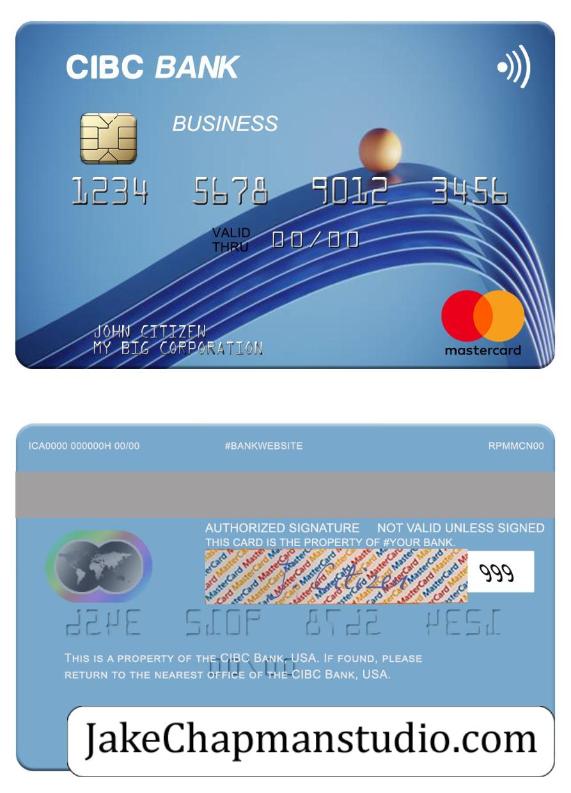 CIBC BANK
BUSINESS
1234 5678 9012 3456
VALID THRU 00/00
JOHN CITIZEN
MY BIG CORPORATION
mastercard
ICA0000 000000H 00/00 #BANKWEBSITE RPMMCN00
AUTHORIZED SIGNATURE NOT VALID UNLESS SIGNED
THIS CARD IS THE PROPERTY OF #YOUR BANK.
MasterCard MasterCard MasterCard
999
THIS IS A PROPERTY OF THE CIBC BANK, USA. IF FOUND, PLEASE
RETURN TO THE NEAREST OFFICE OF THE CIBC BANK, USA.
JakeChapmanstudio.com